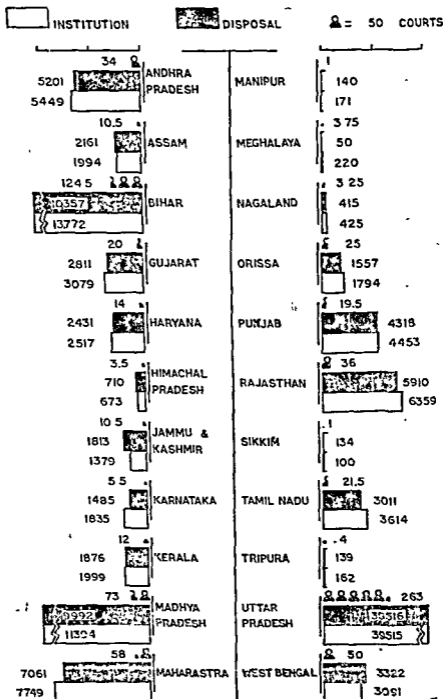 INSTITUTION
DISPOSAL
= 50 COURTS
34
5201
5449
ANDHRA
PRADESH
10.5
2161
1994
ASSAM
124.5
10357
13772
BIHAR
20
2811
3079
GUJARAT
14
2431
2517
HARYANA
3.5
710
673
HIMACHAL
PRADESH
10.5
1813
1379
JAMMU &
KASHMIR
5.5
1485
1835
KARNATAKA
12
1876
1999
KERALA
73
9992
11394
MADHYA
PRADESH
58
7061
7749
MAHARASTRA
MANIPUR
1
140
171
MEGHALAYA
3.75
50
220
NAGALAND
3.25
415
425
ORISSA
25
1557
1794
PUNJAB
19.5
4318
4453
RAJASTHAN
36
5910
6359
SIKKIM
1
134
100
TAMIL NADU
21.5
3011
3614
TRIPURA
4
139
162
UTTAR
PRADESH
263
39516
39515
WEST BENGAL
50
3322
3091